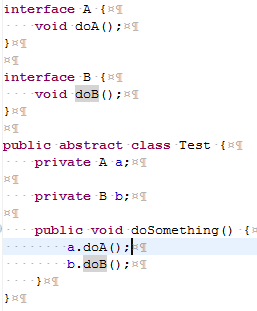 interface A {¤¶
····void doA();¤¶
}¤¶
¤¶
interface B {¤¶
····void doB();¤¶
}¤¶
¤¶
public abstract class Test {¤¶
····private A a;¤¶
¤¶
····private B b;¤¶
¤¶
····public void doSomething() {¤¶
········a.doA();¤¶
········b.doB();¤¶
····}¤¶
}¤¶